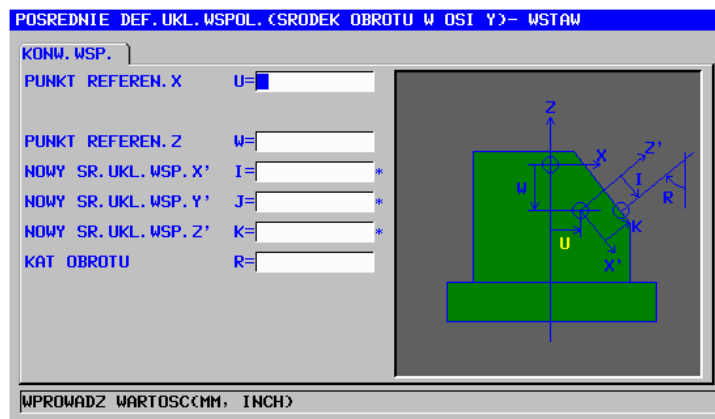 POSREDNIE DEF.UKL.WSPOL.(SRODEK OBROTU W OSI Y)- WSTAW
KONW.WSP.
PUNKT REFEREN.X U=
PUNKT REFEREN.Z W=
NOWY SR.UKL.WSP.X' I= *
NOWY SR.UKL.WSP.Y' J= *
NOWY SR.UKL.WSP.Z' K= *
KAT OBROTU R=
Z
X
Z'
W
I
R
K
U
X'
WPROWADZ WARTOSC(MM, INCH)